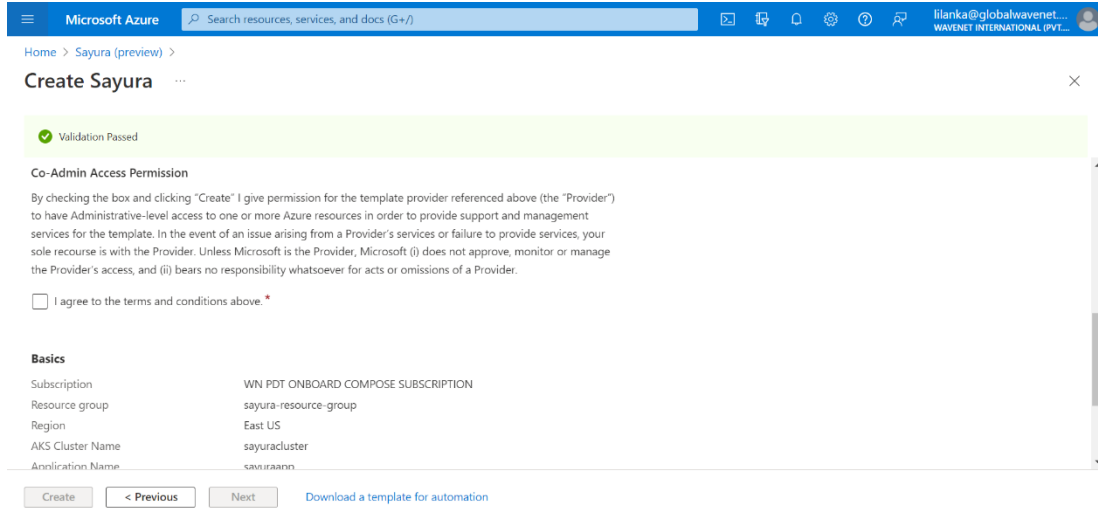 Microsoft Azure
Search resources, services, and docs (G+/)
lilanka@globalwavenet....
WAVENET INTERNATIONAL (PVT....
Home > Sayura (preview) >
Create Sayura ...
Validation Passed
Co-Admin Access Permission
By checking the box and clicking "Create" I give permission for the template provider referenced above (the "Provider")
to have Administrative-level access to one or more Azure resources in order to provide support and management
services for the template. In the event of an issue arising from a Provider's services or failure to provide services, your
sole recourse is with the Provider. Unless Microsoft is the Provider, Microsoft (i) does not approve, monitor or manage
the Provider's access, and (ii) bears no responsibility whatsoever for acts or omissions of a Provider.
I agree to the terms and conditions above. *
Basics
Subscription WN PDT ONBOARD COMPOSE SUBSCRIPTION
Resource group sayura-resource-group
Region East US
AKS Cluster Name sayuracluster
Application Name sayuraapp
Create < Previous Next Download a template for automation